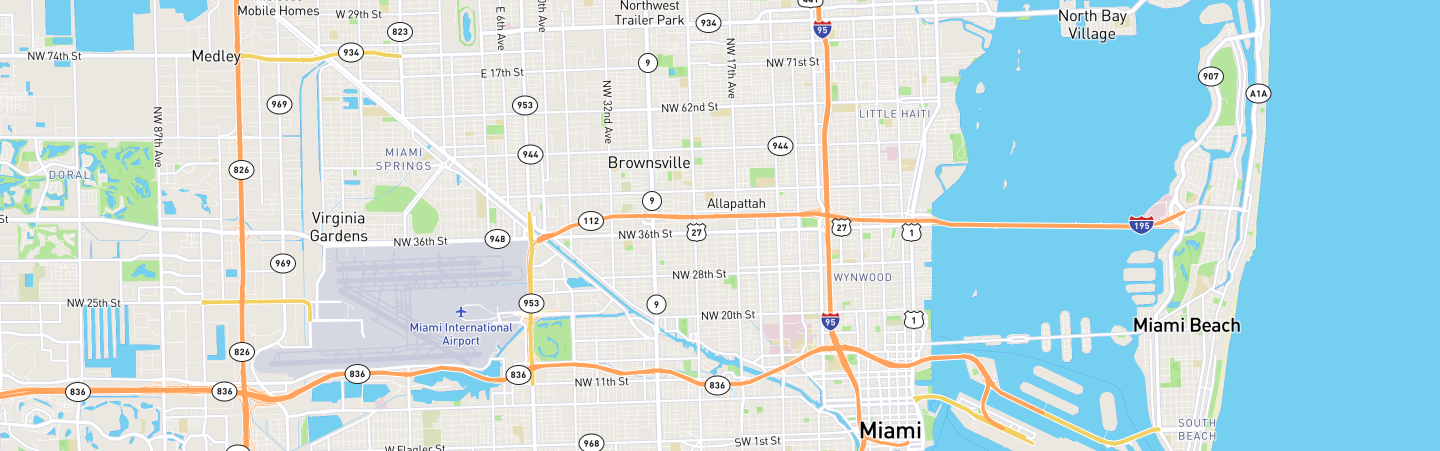 Mobile Homes
W 29th St
823
E 6th Ave
Northwest
Trailer Park
934
441
95
North Bay
Village
NW 74th St
Medley
934
E 17th St
9
NW 17th Ave
NW 71st St
907
A1A
969
953
NW 32nd Ave
NW 62nd St
LITTLE HAITI
NW 87th Ave
MIAMI
SPRINGS
944
944
Brownsville
DORAL
826
9
Allapattah
Virginia
Gardens
112
St
948
NW 36th St
NW 36th St
27
27
1
195
969
NW 28th St
WYNWOOD
NW 25th St
953
9
NW 20th St
95
1
Miami International
Airport
Miami Beach
826
836
836
836
836
NW 11th St
836
Miami
SOUTH
BEACH
W Flagler St
968
SW 1st St